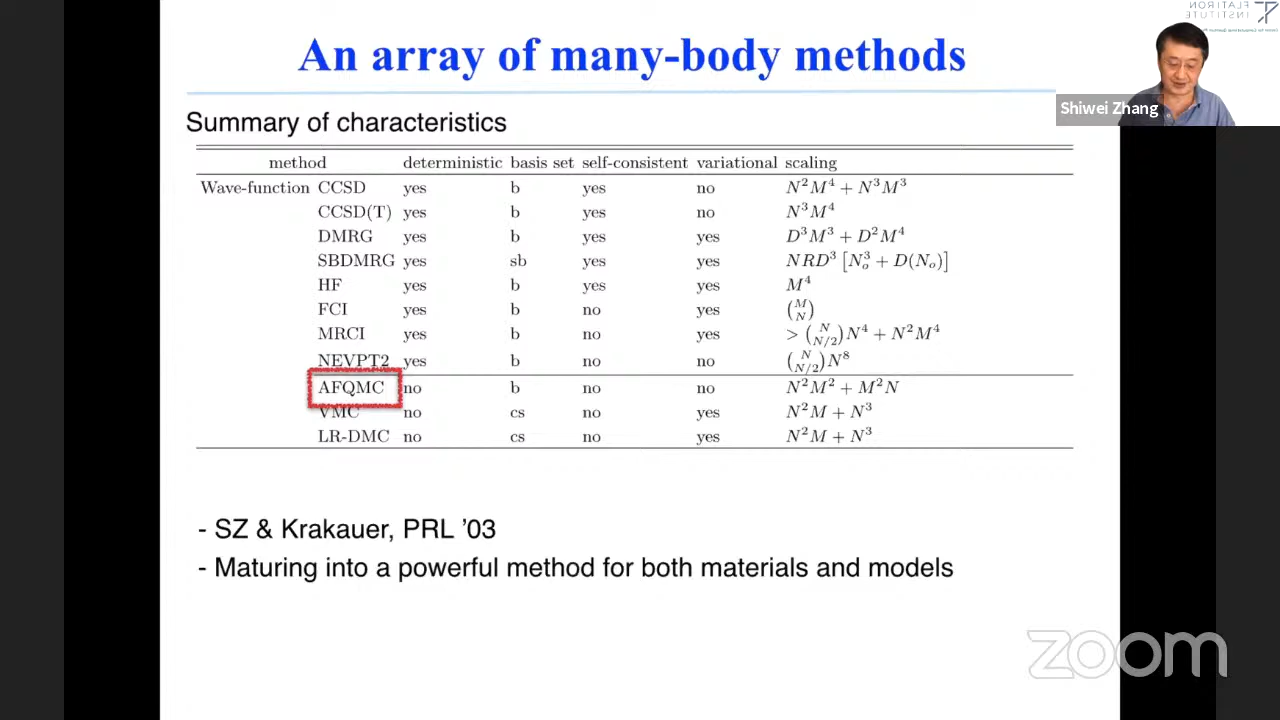 An array of many-body methods
FLATIRON
INSTITUTE
Shiwei Zhang
Summary of characteristics
method deterministic basis set self-consistent variational scaling
Wave-function CCSD yes b yes no N²M⁴ + N³M³
CCSD(T) yes b yes no N³M⁴
DMRG yes b yes yes D³M³ + D²M⁴
SBDMRG yes sb yes yes NRD³ [Nₒ³ + D(Nₒ)]
HF yes b yes yes M⁴
FCI yes b no yes (M N)
MRCI yes b no yes > (N N/2)N⁴ + N²M⁴
NEVPT2 yes b no no (N N/2)N⁸
AFQMC no b no no N²M² + M²N
VMC no cs no yes N²M + N³
LR-DMC no cs no yes N²M + N³
- SZ & Krakauer, PRL ’03
- Maturing into a powerful method for both materials and models
zoom